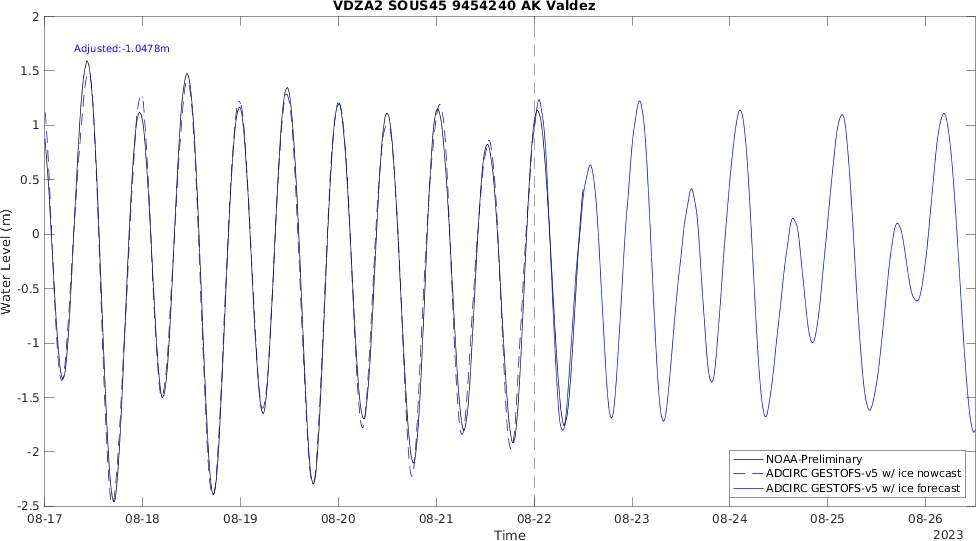 VDZA2 SOUS45 9454240 AK Valdez
Adjusted:-1.0478m
2
1.5
1
0.5
0
-0.5
-1
-1.5
-2
-2.5
Water Level (m)
NOAA-Preliminary
ADCIRC GESTOFS-v5 w/ ice nowcast
ADCIRC GESTOFS-v5 w/ ice forecast
08-17 08-18 08-19 08-20 08-21 08-22 08-23 08-24 08-25 08-26
Time
2023